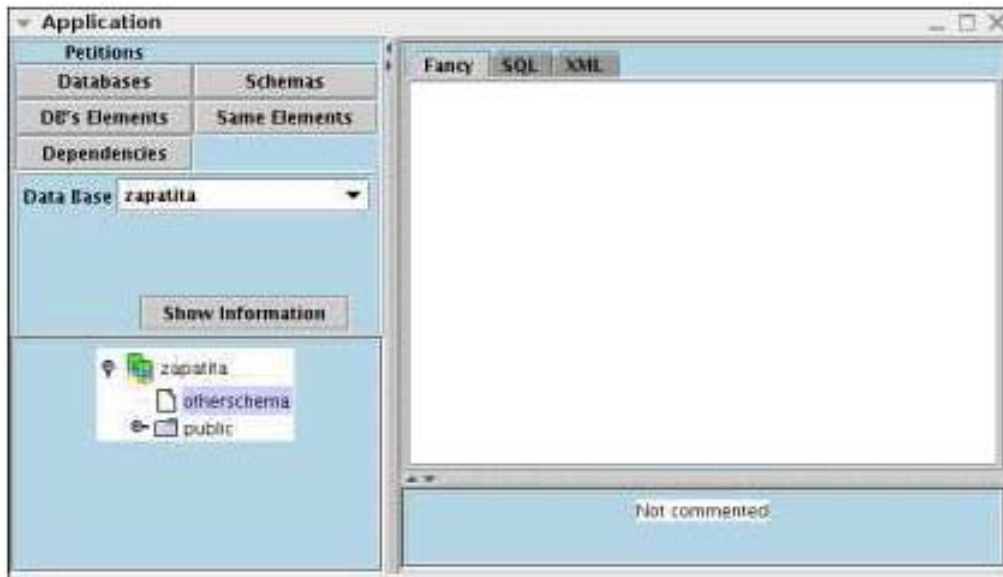 Application
Petitions
Databases Schemas
DB's Elements Same Elements
Dependencies
Data Base zapatita
Show Information
zapatita
otherschema
public
Fancy SQL XML
Not commented